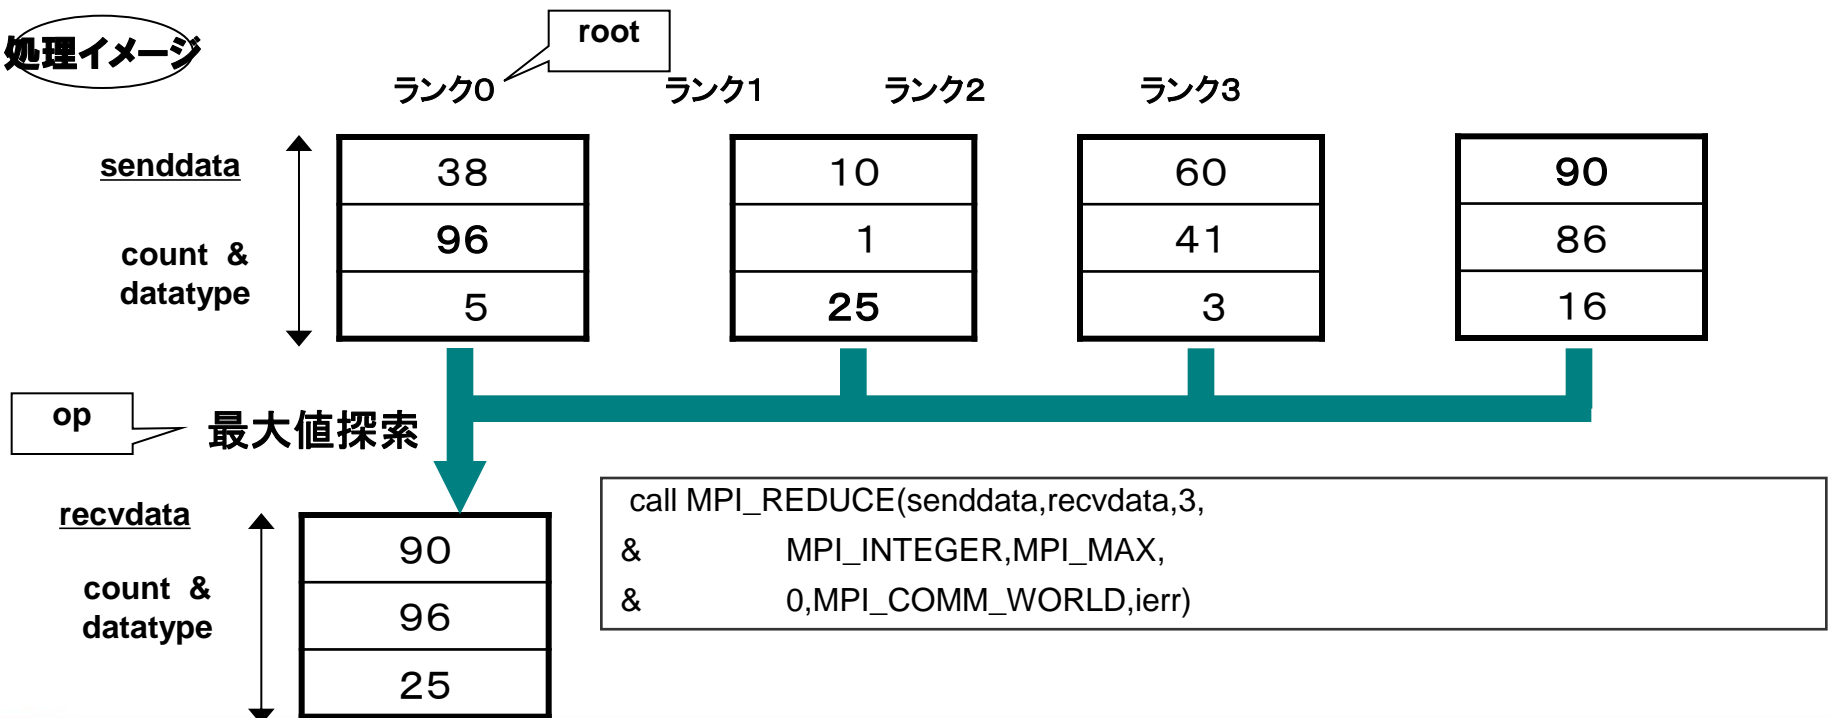 処理イメージ
root
ランク0 ランク1 ランク2 ランク3
senddata
count &
datatype
38 10 60 90
96 1 41 86
5 25 3 16
op
最大値探索
recvdata
count &
datatype
90
96
25
call MPI_REDUCE(senddata,recvdata,3,
& MPI_INTEGER,MPI_MAX,
& 0,MPI_COMM_WORLD,ierr)